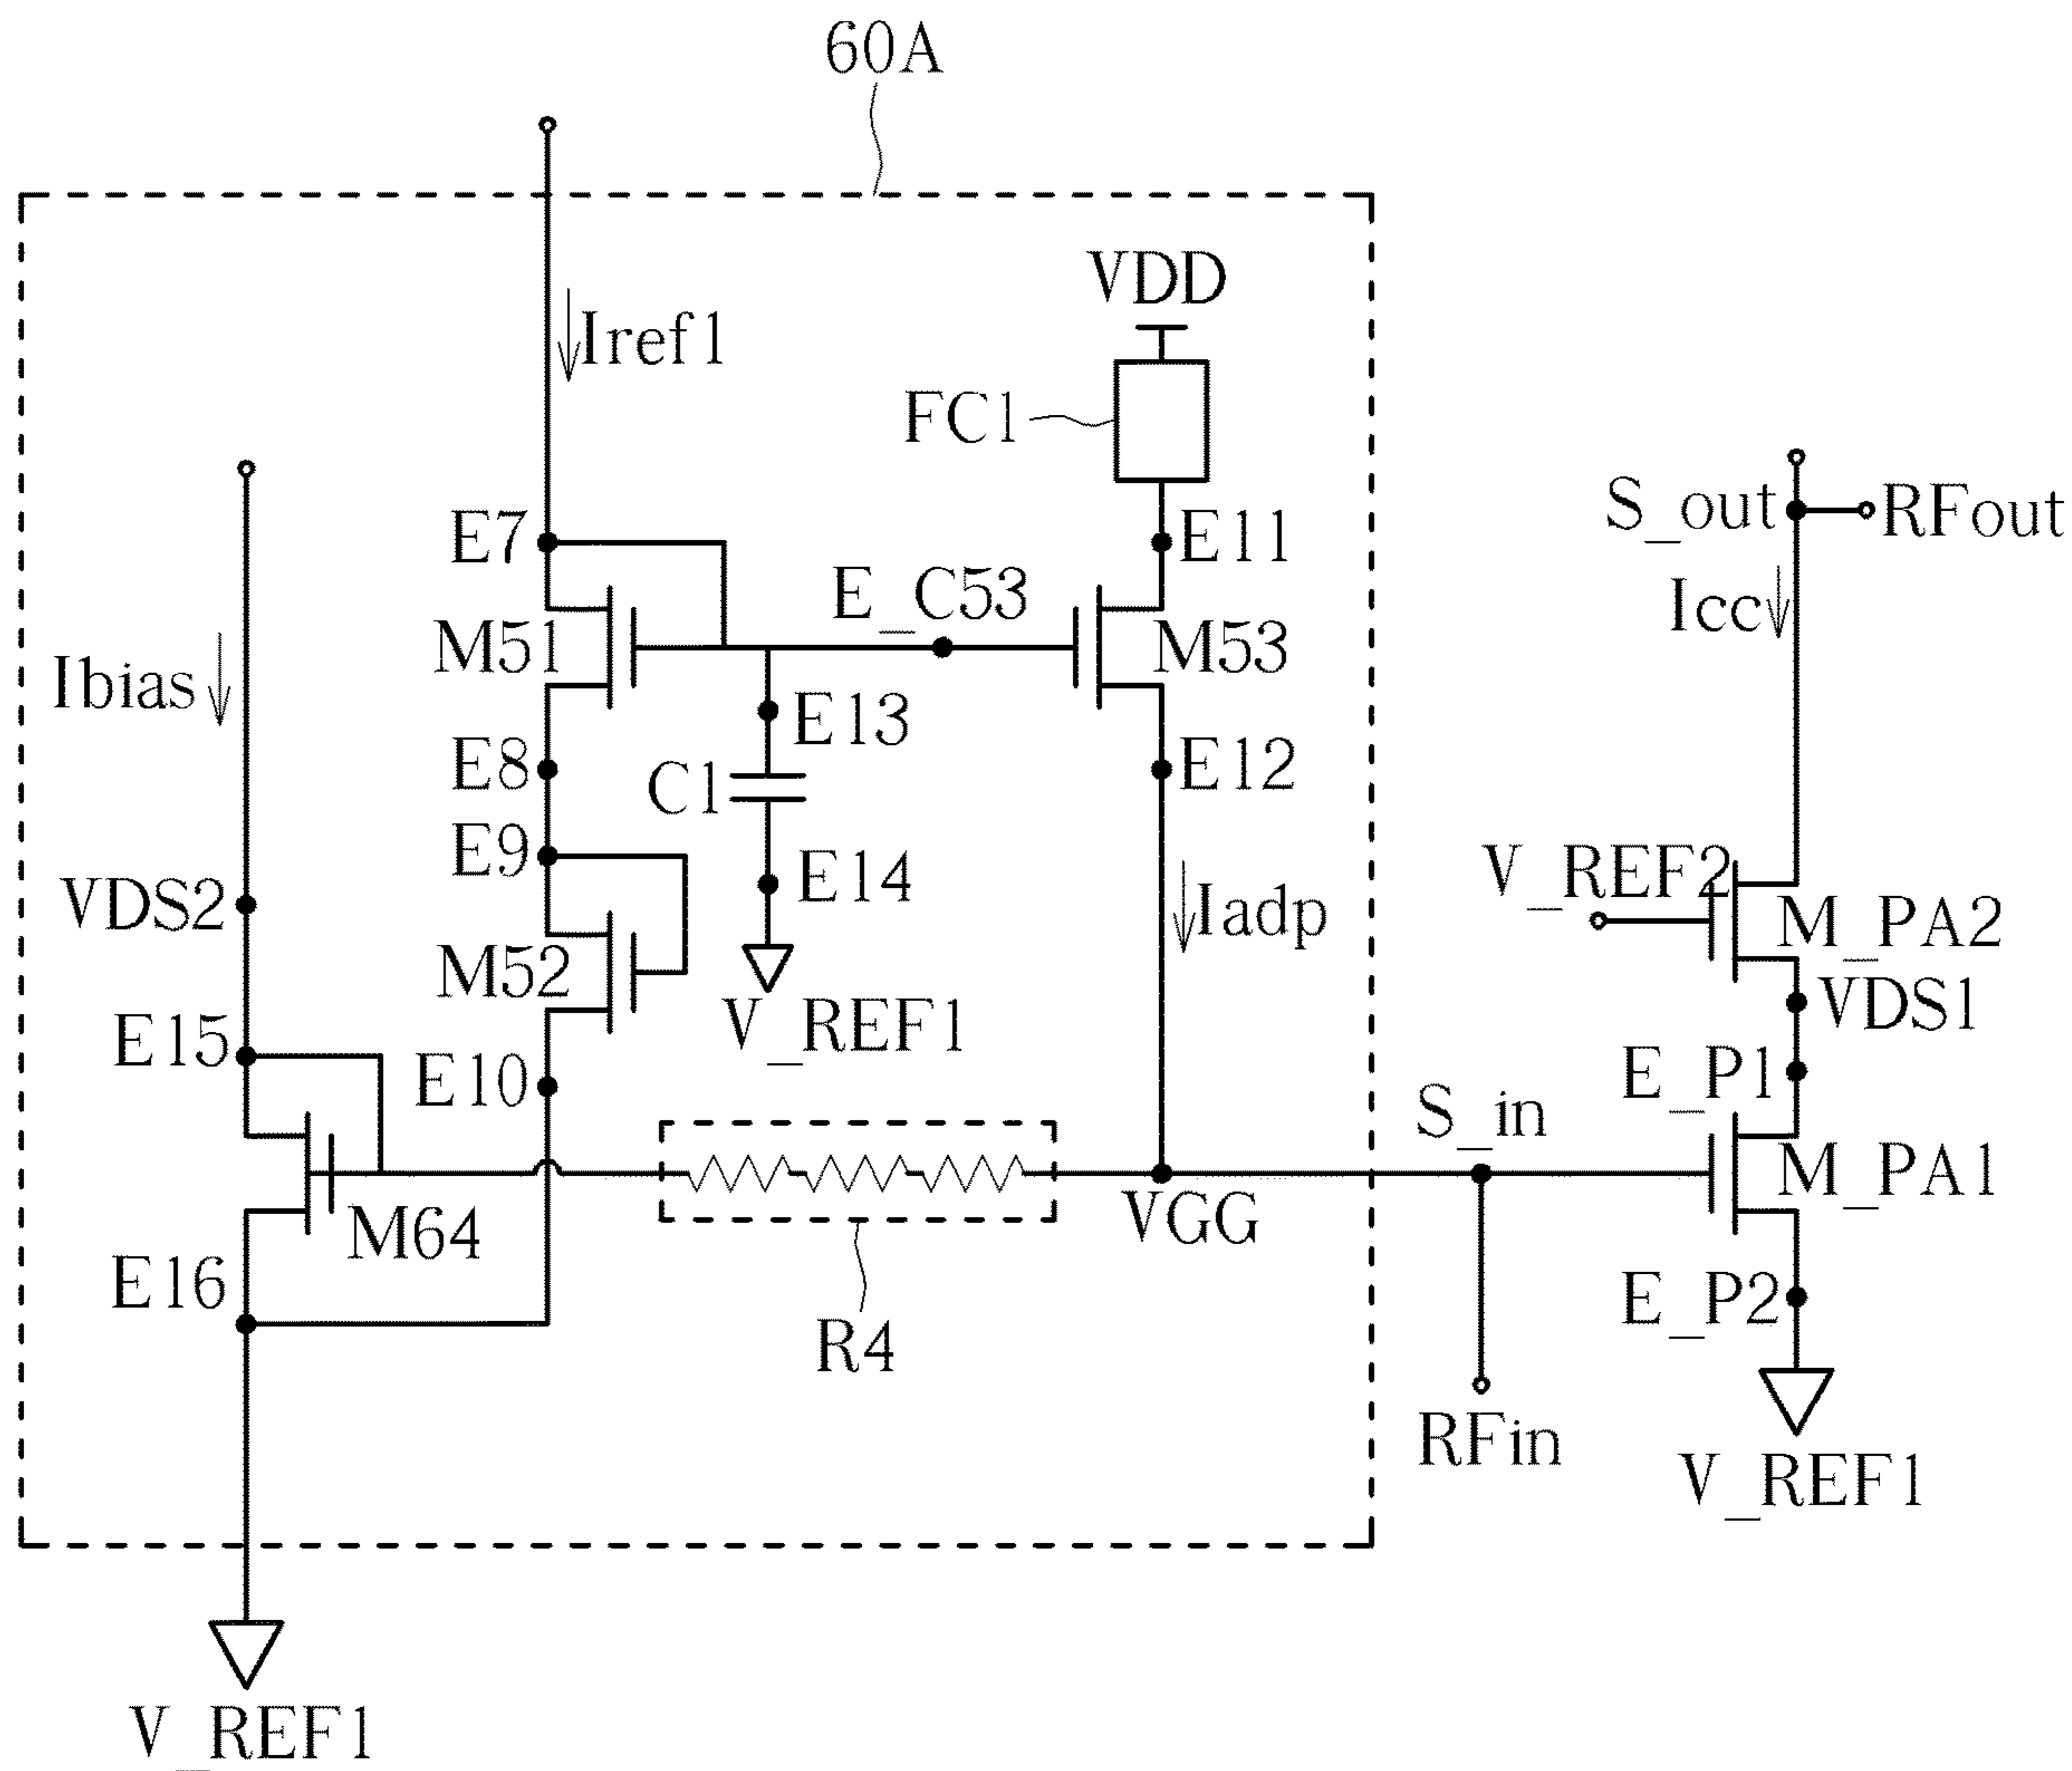 60A
VDD
Iref1
FC1
S_out
RFout
E7
E11
E_C53
Icc
M51
M53
Ibias
E13
E8
E12
C1
E9
E14
V_REF2
VDS2
Iadp
M_PA2
M52
VDS1
V_REF1
E15
E10
E_P1
S_in
M_PA1
VGG
M64
E16
E_P2
R4
RFin
V_REF1
V_REF1